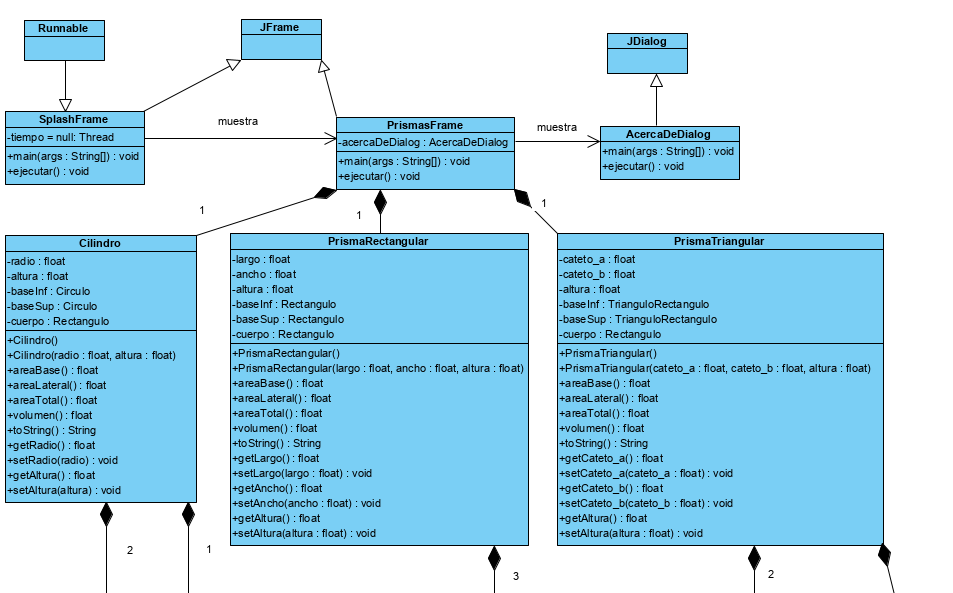 Runnable
JFrame
JDialog
SplashFrame
-tiempo = null: Thread
+main(args : String[]) : void
+ejecutar() : void
muestra
PrismasFrame
-acercaDeDialog : AcercaDeDialog
+main(args : String[]) : void
+ejecutar() : void
muestra
AcercaDeDialog
+main(args : String[]) : void
+ejecutar() : void
1
1
1
Cilindro
-radio : float
-altura : float
-baseInf : Circulo
-baseSup : Circulo
-cuerpo : Rectangulo
+Cilindro()
+Cilindro(radio : float, altura : float)
+areaBase() : float
+areaLateral() : float
+areaTotal() : float
+volumen() : float
+toString() : String
+getRadio() : float
+setRadio(radio) : void
+getAltura() : float
+setAltura(altura) : void
2
1
PrismaRectangular
-largo : float
-ancho : float
-altura : float
-baseInf : Rectangulo
-baseSup : Rectangulo
-cuerpo : Rectangulo
+PrismaRectangular()
+PrismaRectangular(largo : float, ancho : float, altura : float)
+areaBase() : float
+areaLateral() : float
+areaTotal() : float
+volumen() : float
+toString() : String
+getLargo() : float
+setLargo(largo : float) : void
+getAncho() : float
+setAncho(ancho : float) : void
+getAltura() : float
+setAltura(altura : float) : void
3
PrismaTriangular
-cateto_a : float
-cateto_b : float
-altura : float
-baseInf : TrianguloRectangulo
-baseSup : TrianguloRectangulo
-cuerpo : Rectangulo
+PrismaTriangular()
+PrismaTriangular(cateto_a : float, cateto_b : float, altura : float)
+areaBase() : float
+areaLateral() : float
+areaTotal() : float
+volumen() : float
+toString() : String
+getCateto_a() : float
+setCateto_a(cateto_a : float) : void
+getCateto_b() : float
+setCateto_b(cateto_b : float) : void
+getAltura() : float
+setAltura(altura : float) : void
2